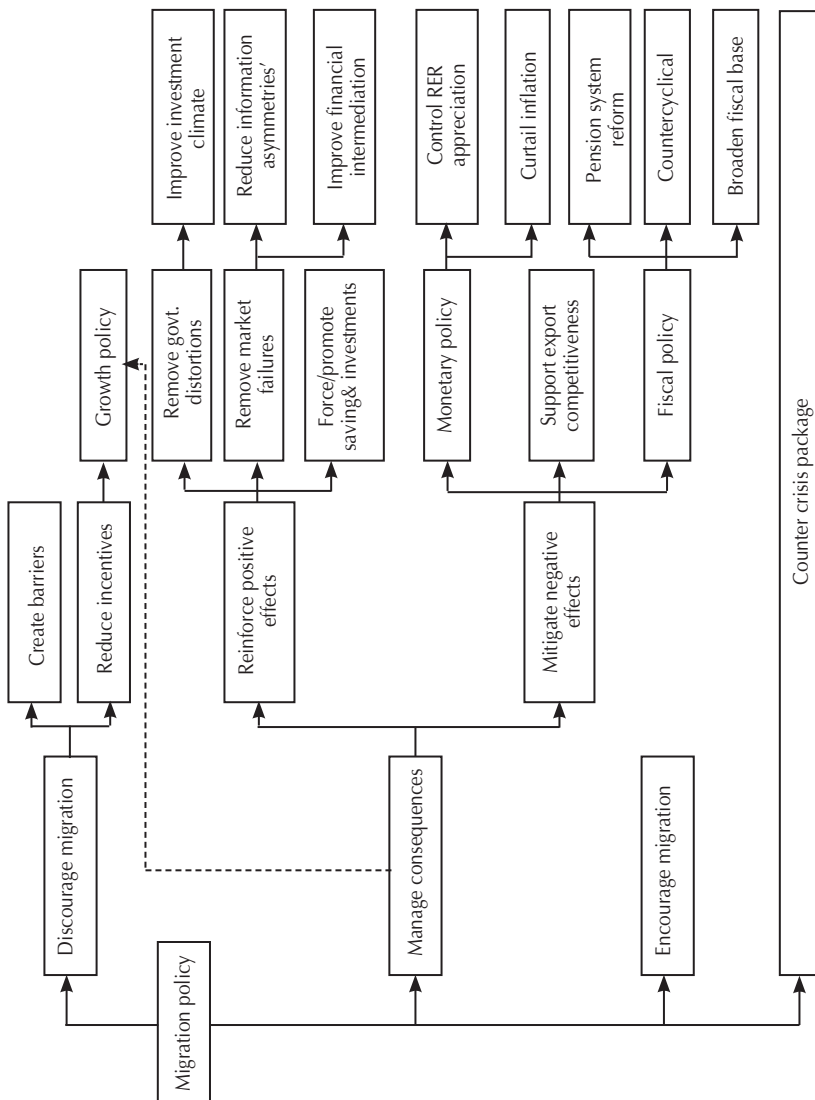 Migration policy
Discourage migration
Manage consequences
Encourage migration
Counter crisis package
Create barriers
Reduce incentives
Reinforce positive
effects
Mitigate negative
effects
Growth policy
Remove govt.
distortions
Remove market
failures
Force/promote
saving& investments
Monetary policy
Support export
competitiveness
Fiscal policy
Improve investment
climate
Reduce information
asymmetries’
Improve financial
intermediation
Control RER
appreciation
Curtail inflation
Pension system
reform
Countercyclical
Broaden fiscal base